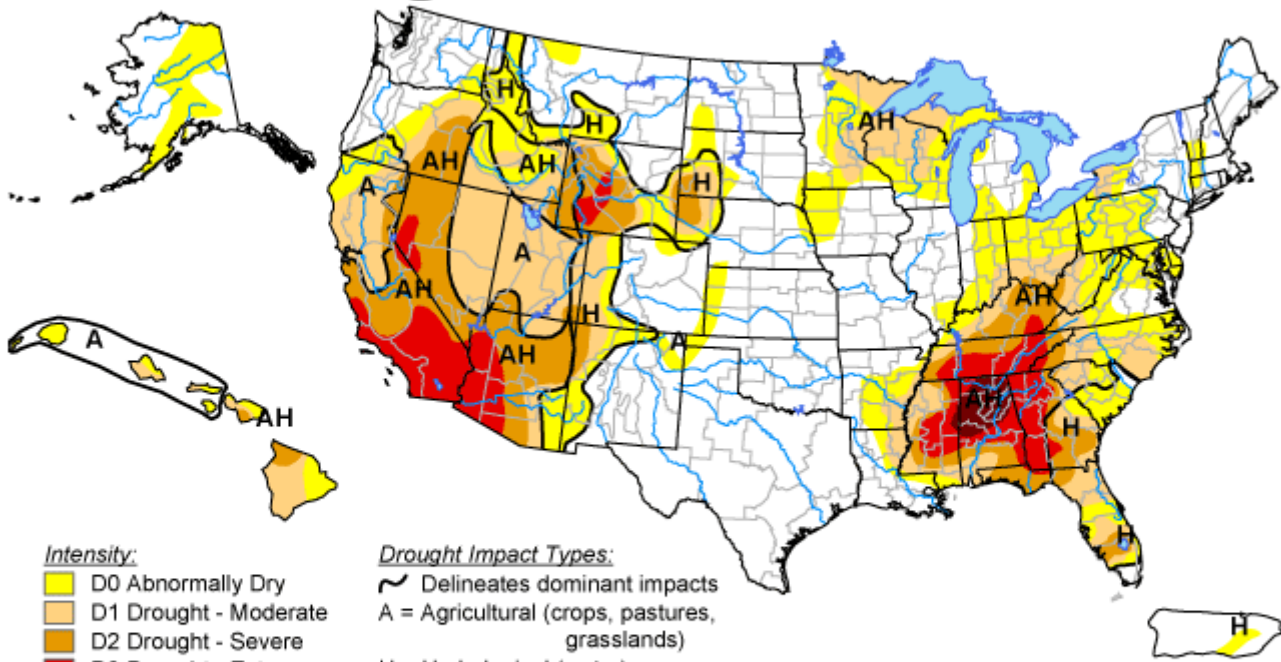 H
H
AH
AH
AH
A
H
A
AH
H
A
AH
AH
A
AH
AH
H
H
H
Intensity:
D0 Abnormally Dry
D1 Drought - Moderate
D2 Drought - Severe
Drought Impact Types:
Delineates dominant impacts
A = Agricultural (crops, pastures,
grasslands)